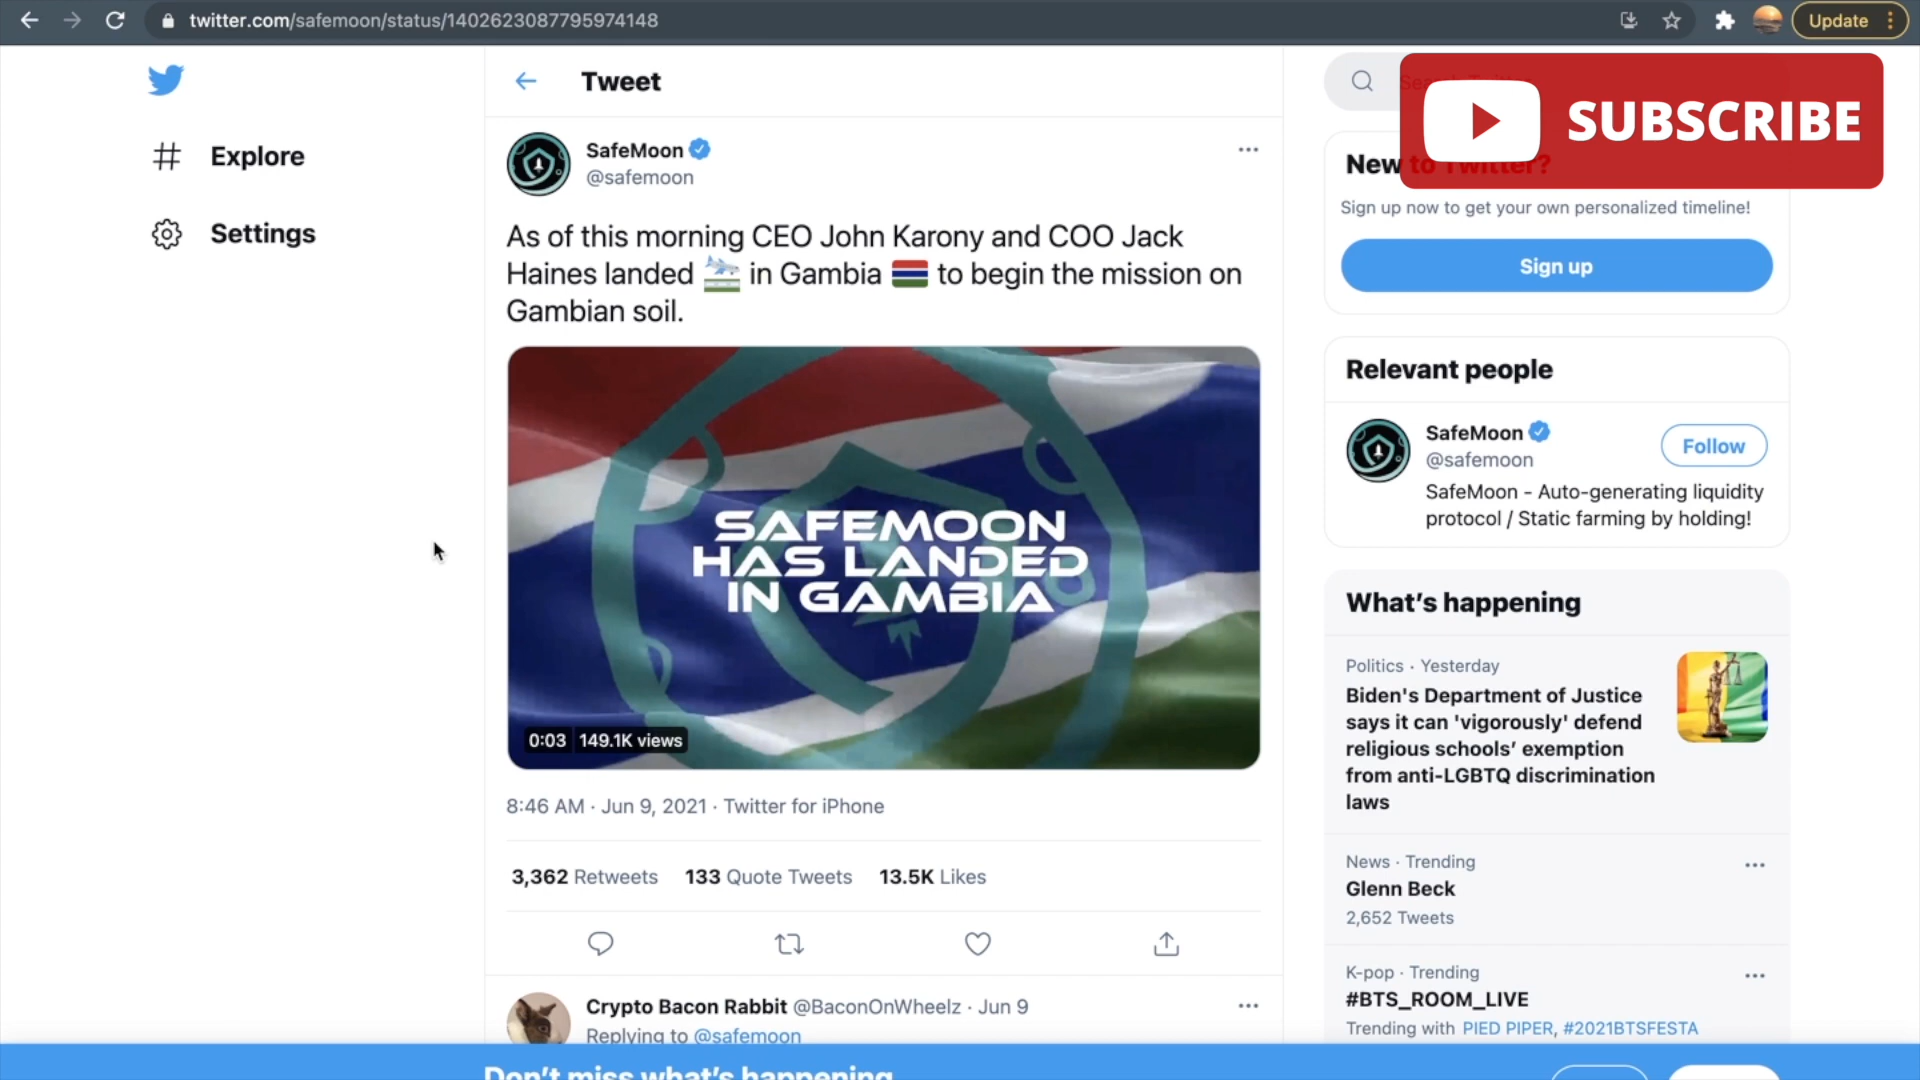 twitter.com/safemoon/status/1402623087795974148
Update
Explore
Settings
Tweet
SafeMoon
@safemoon
As of this morning CEO John Karony and COO Jack
Haines landed in Gambia to begin the mission on
Gambian soil.
SAFEMOON
HAS LANDED
IN GAMBIA
0:03 149.1K views
8:46 AM · Jun 9, 2021 · Twitter for iPhone
3,362 Retweets 133 Quote Tweets 13.5K Likes
Crypto Bacon Rabbit @BaconOnWheelz · Jun 9
Replying to @safemoon
SUBSCRIBE
New to Twitter?
Sign up now to get your own personalized timeline!
Sign up
Relevant people
SafeMoon
@safemoon
Follow
SafeMoon - Auto-generating liquidity
protocol / Static farming by holding!
What's happening
Politics · Yesterday
Biden's Department of Justice
says it can 'vigorously' defend
religious schools' exemption
from anti-LGBTQ discrimination
laws
News · Trending
Glenn Beck
2,652 Tweets
K-pop · Trending
#BTS_ROOM_LIVE
Trending with PIED PIPER, #2021BTSFESTA
Don't miss what's happening